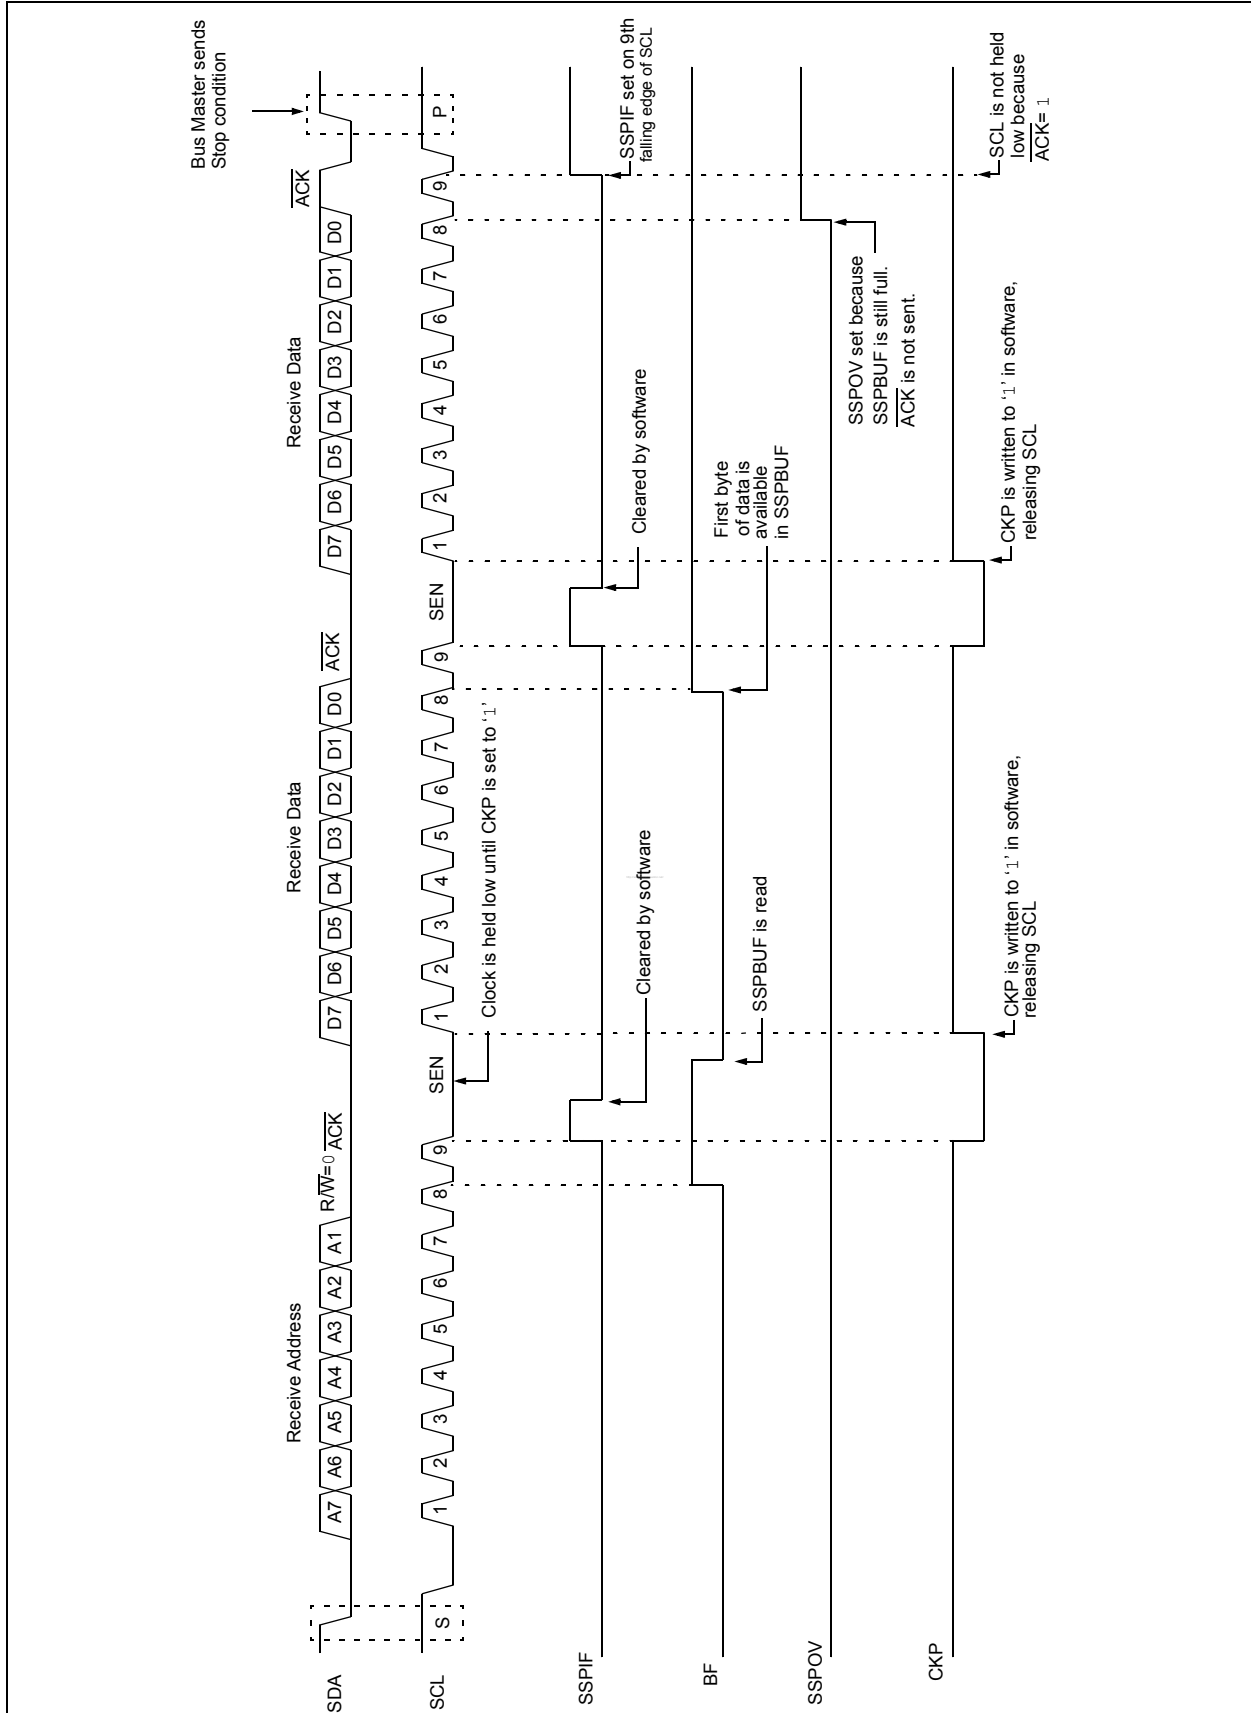 Bus Master sends
Stop condition
Receive Address
Receive Data
Receive Data
SDA
A7 A6 A5 A4 A3 A2 A1 R/W=0 ACK D7 D6 D5 D4 D3 D2 D1 D0 ACK D7 D6 D5 D4 D3 D2 D1 D0 ACK
SCL
S 1 2 3 4 5 6 7 8 9 SEN 1 2 3 4 5 6 7 8 9 SEN 1 2 3 4 5 6 7 8 9 P
Clock is held low until CKP is set to ‘1’
SSPIF
Cleared by software
Cleared by software
SSPIF set on 9th
falling edge of SCL
BF
SSPBUF is read
First byte
of data is
available
in SSPBUF
SSPOV
SSPOV set because
SSPBUF is still full.
ACK is not sent.
CKP
CKP is written to ‘1’ in software,
releasing SCL
CKP is written to ‘1’ in software,
releasing SCL
SCL is not held
low because
ACK= 1